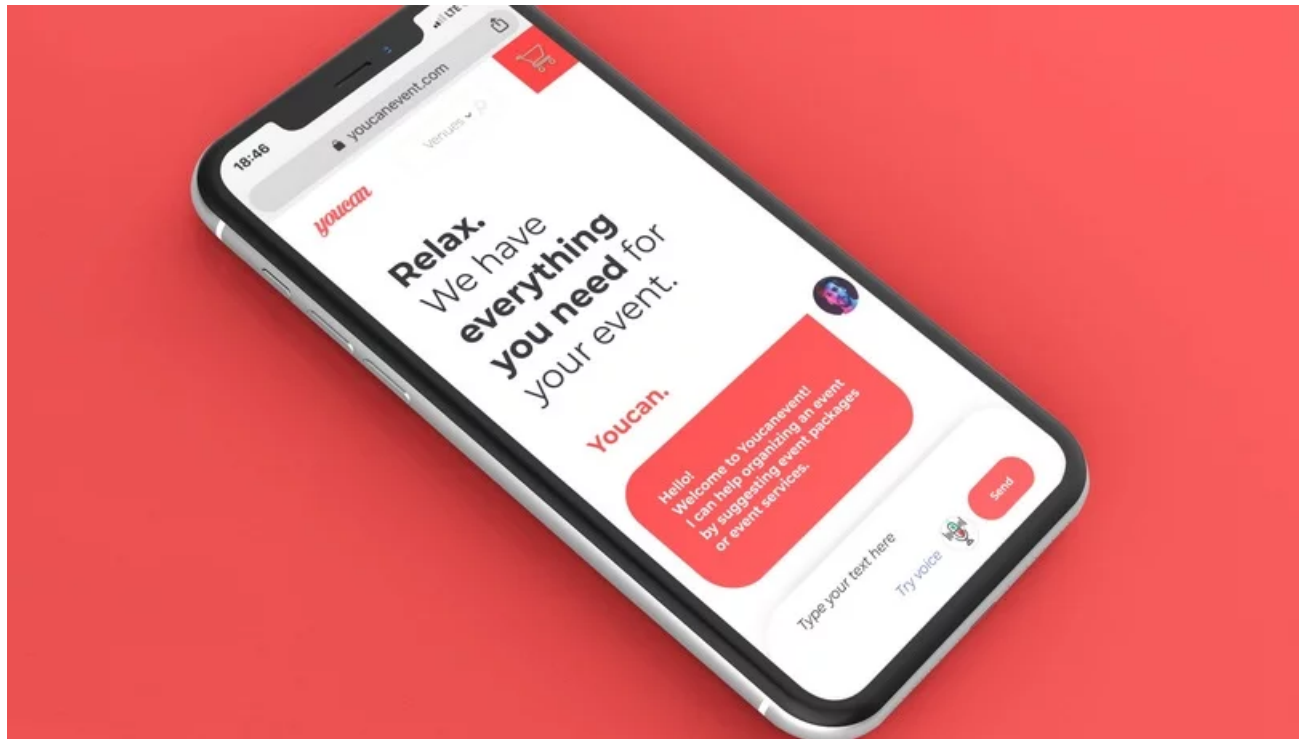 18:46
LTE
youcanevent.com
youcan
Venues
Relax.
We have
everything
you need for
your event.
Youcan.
Hello!
Welcome to Youcanevent!
I can help organizing an event
by suggesting event packages
or event services.
Type your text here
Try voice
Send